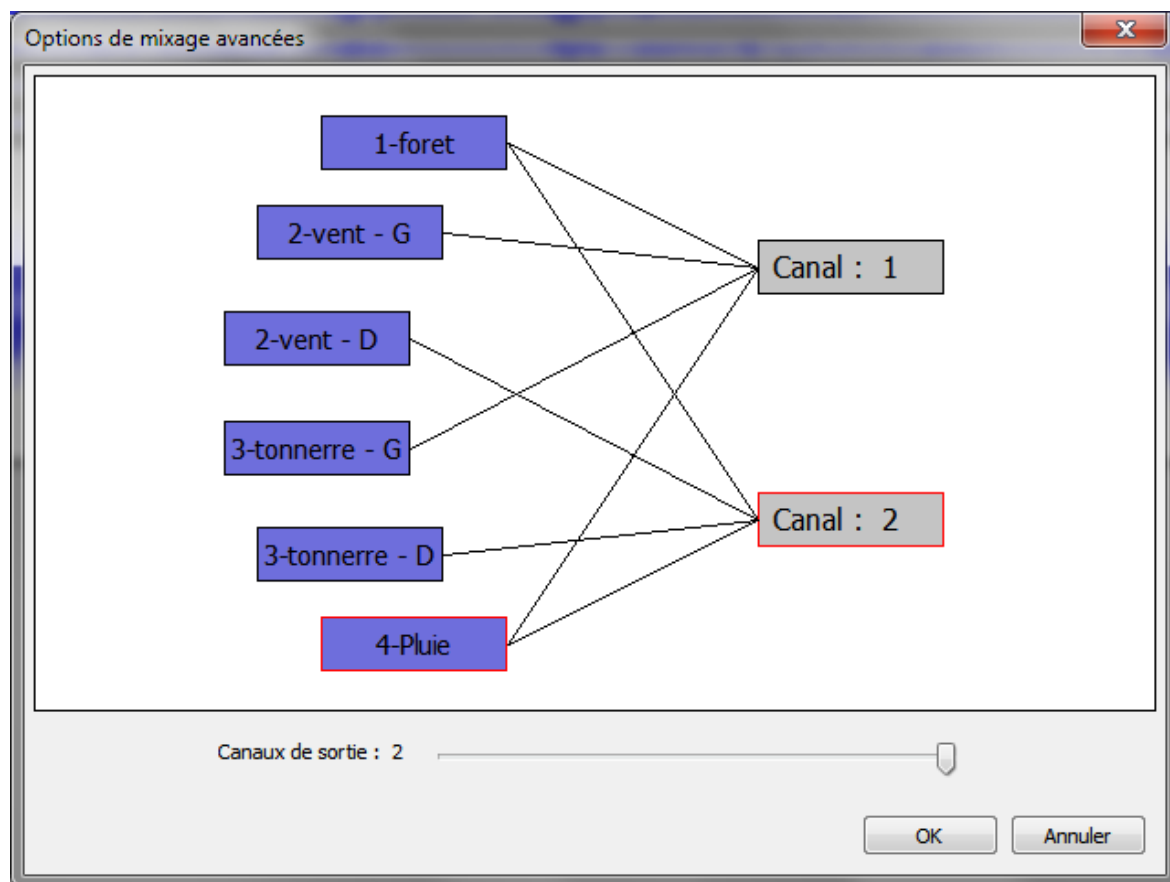 Options de mixage avancées
1-foret
2-vent - G
Canal : 1
2-vent - D
3-tonnerre - G
Canal : 2
3-tonnerre - D
4-Pluie
Canaux de sortie : 2
OK
Annuler